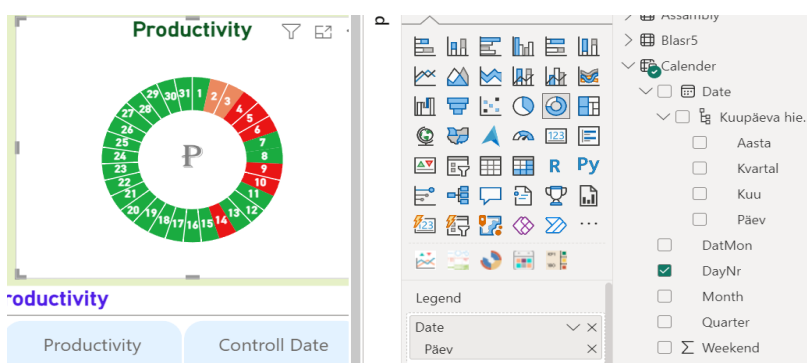 Productivity
1
2
3
4
5
6
7
8
9
10
11
12
13
14
15
16
17
18
19
20
21
22
23
24
25
26
27
28
29
30
31
P
roductivity
Productivity
Controll Date
p
123
R
Py
123
Legend
Date
Päev
Assambly
Blasr5
Calender
Date
Kuupäeva hie...
Aasta
Kvartal
Kuu
Päev
DatMon
DayNr
Month
Quarter
Σ Weekend